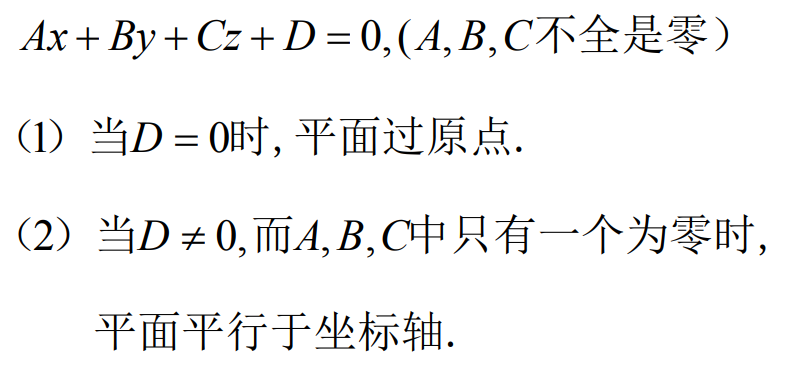 Ax + By + Cz + D = 0,(A,B,C不全是零)
(1) 当D = 0时,平面过原点.
(2) 当D ≠ 0,而A,B,C中只有一个为零时,
平面平行于坐标轴.